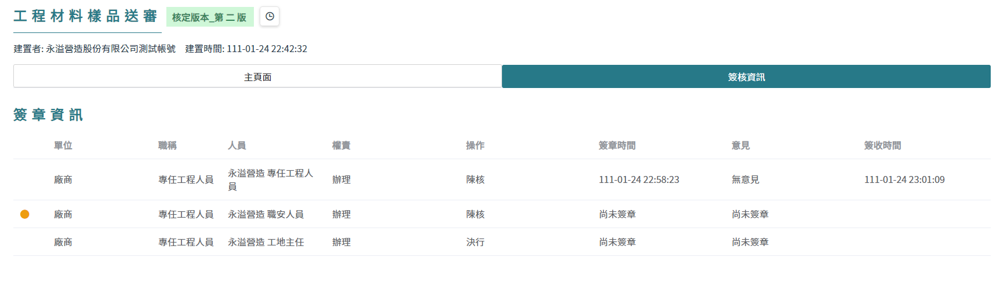 工程材料樣品送審 核定版本_第 二 版
建置者: 永溢營造股份有限公司測試帳號 建置時間: 111-01-24 22:42:32
主頁面 簽核資訊
簽章資訊
單位 職稱 人員 權責 操作 簽章時間 意見 簽收時間
廠商 專任工程人員 永溢營造 專任工程人員 辦理 陳核 111-01-24 22:58:23 無意見 111-01-24 23:01:09
廠商 專任工程人員 永溢營造 職安人員 辦理 陳核 尚未簽章 尚未簽章
廠商 專任工程人員 永溢營造 工地主任 辦理 決行 尚未簽章 尚未簽章